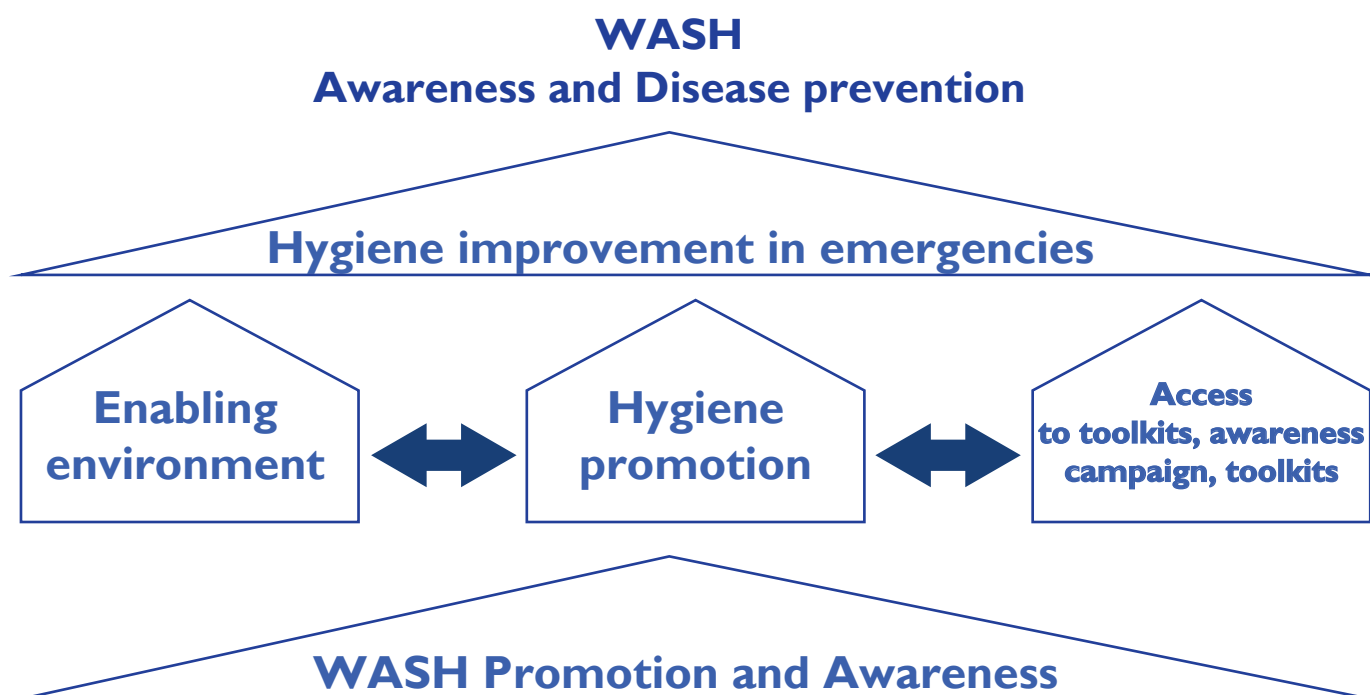 WASH
Awareness and Disease prevention
Hygiene improvement in emergencies
Enabling
environment
Hygiene
promotion
Access
to toolkits, awareness
campaign, toolkits
WASH Promotion and Awareness